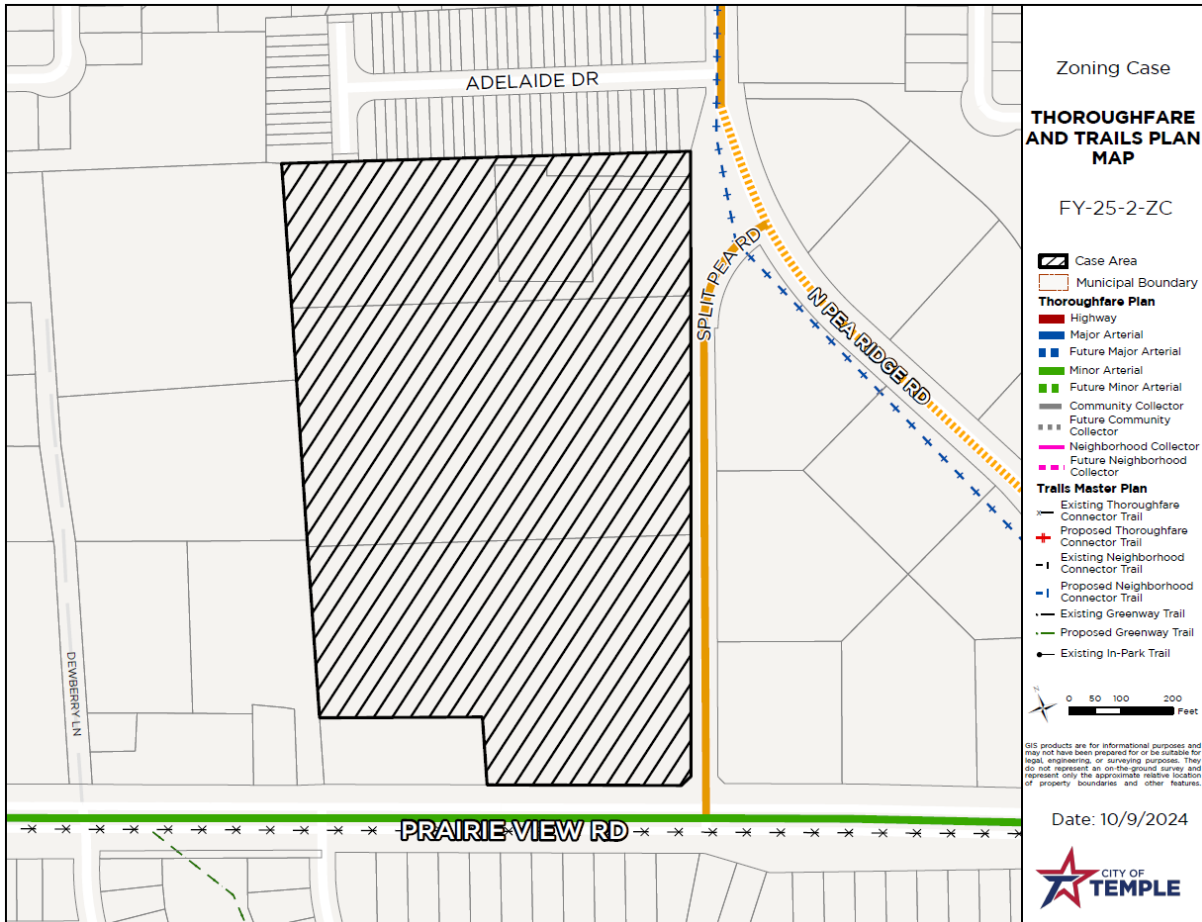 ADELAIDE DR
SPLIT PEA RD
N PEA RIDGE RD
DEWBERRY LN
PRAIRIE VIEW RD
Zoning Case
THOROUGHFARE
AND TRAILS PLAN
MAP
FY-25-2-ZC
Case Area
Municipal Boundary
Thoroughfare Plan
Highway
Major Arterial
Future Major Arterial
Minor Arterial
Future Minor Arterial
Community Collector
Future Community
Collector
Neighborhood Collector
Future Neighborhood
Collector
Trails Master Plan
Existing Thoroughfare
Connector Trail
Proposed Thoroughfare
Connector Trail
Existing Neighborhood
Connector Trail
Proposed Neighborhood
Connector Trail
Existing Greenway Trail
Proposed Greenway Trail
Existing In-Park Trail
N
0 50 100 200
Feet
GIS products are for informational purposes and
may not have been prepared for or be suitable for
legal, engineering, or surveying purposes. They
do not represent an on-the-ground survey and
represent only the approximate relative location
of property boundaries and other features.
Date: 10/9/2024
CITY OF
TEMPLE